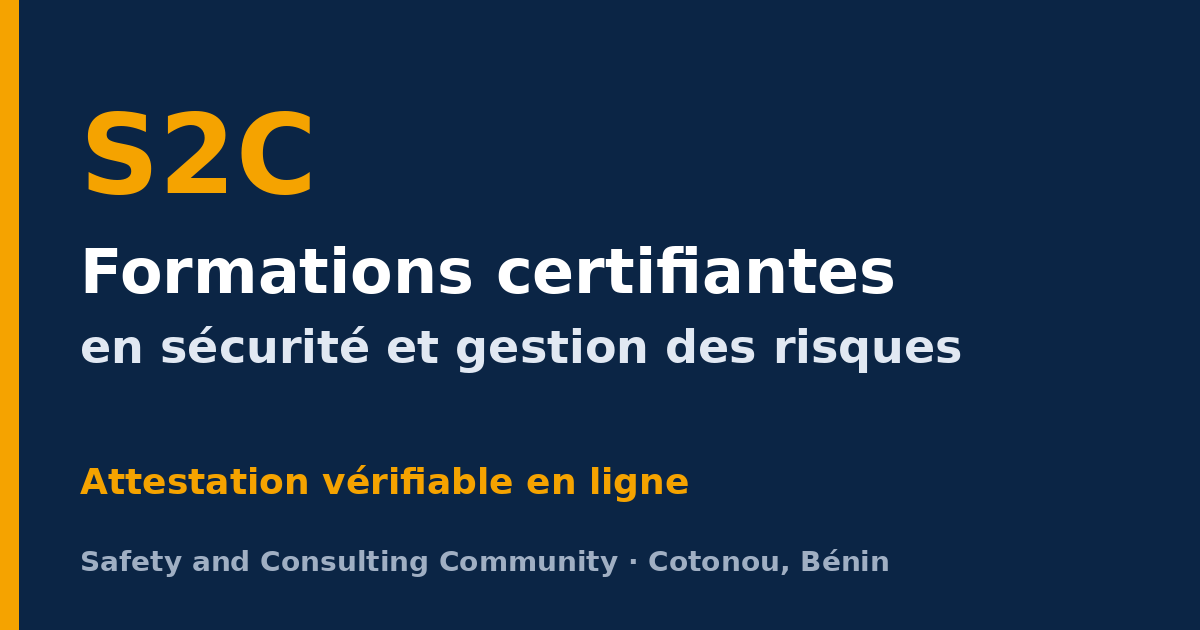 S2C
Formations certifiantes
en sécurité et gestion des risques
Attestation vérifiable en ligne
Safety and Consulting Community · Cotonou, Bénin